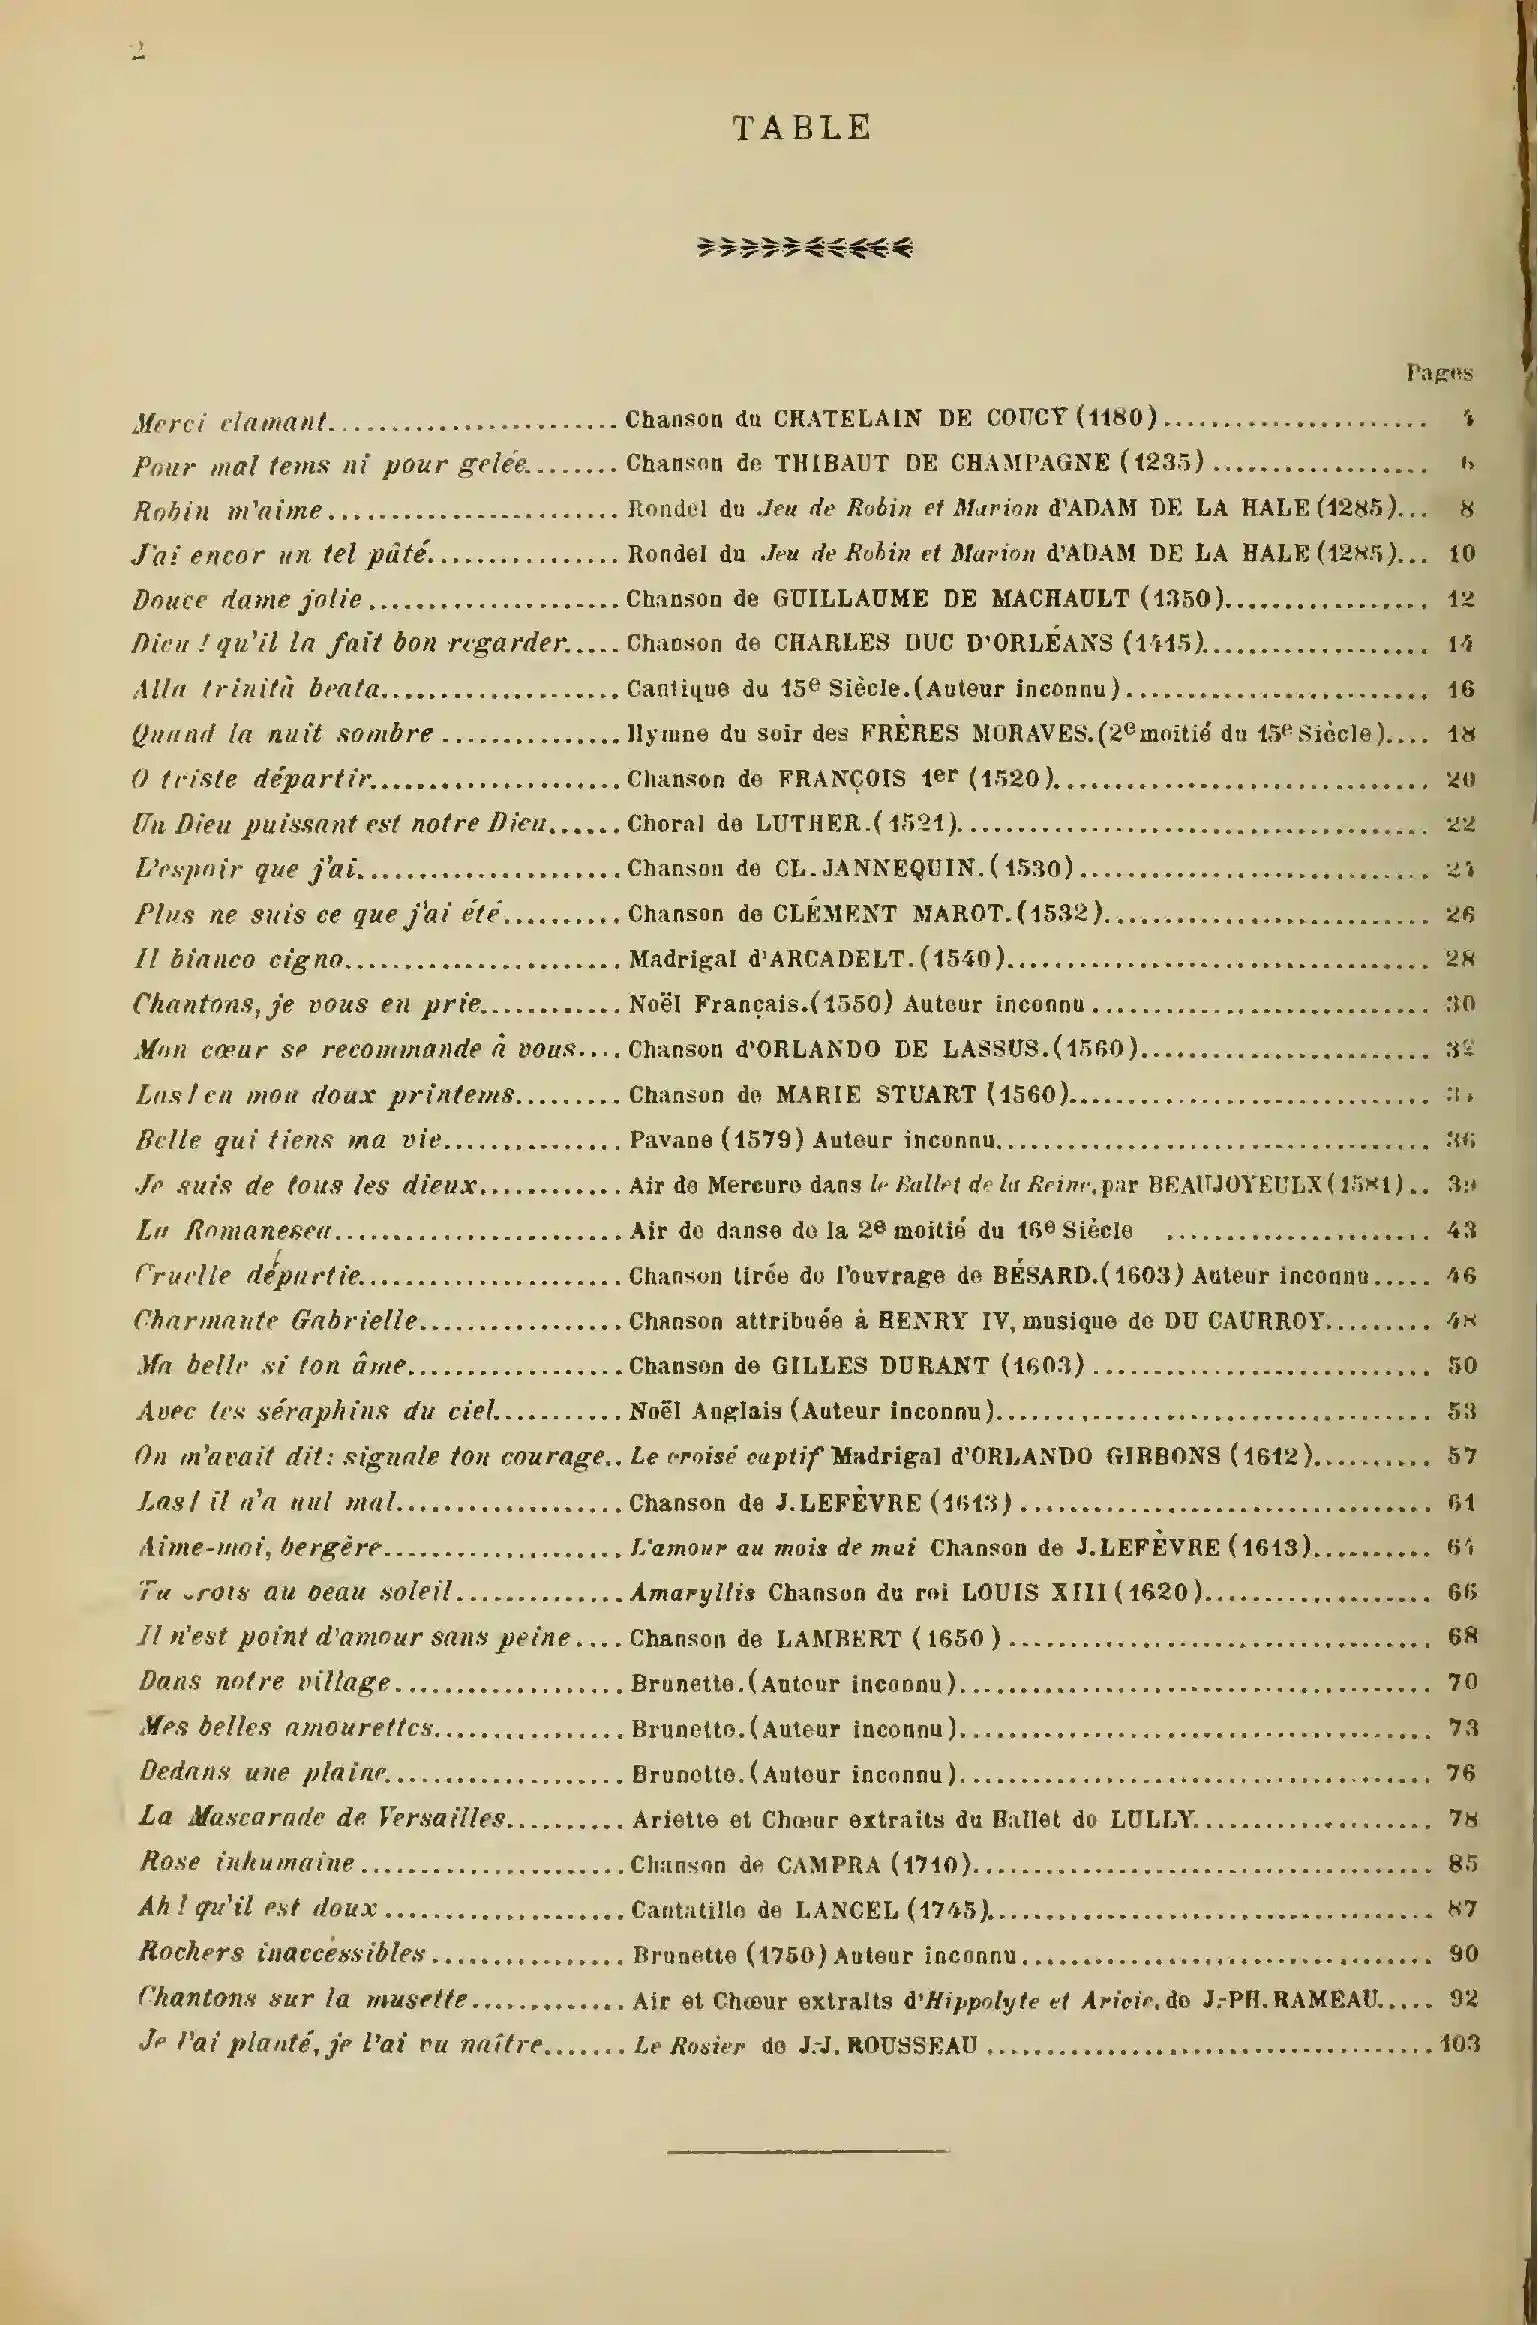 2
TABLE
Pages
Merci clamant........................Chanson du CHATELAIN DE COUCY (1180)...................... 4
Pour mal tems ni pour gelée........Chanson de THIBAUT DE CHAMPAGNE (1235).................. 6
Robin m'aime........................Rondel du Jeu de Robin et Marion d'ADAM DE LA HALE (1285)... 8
J'ai encor un tel pâté................Rondel du Jeu de Robin et Marion d'ADAM DE LA HALE (1285)... 10
Douce dame jolie.....................Chanson de GUILLAUME DE MACHAULT (1350)................. 12
Dieu ! qu'il la fait bon regarder.....Chanson de CHARLES DUC D'ORLÉANS (1415)................... 14
Alla trinità beata....................Cantique du 15e Siècle.(Auteur inconnu)......................... 16
Quand la nuit sombre...............Hymne du soir des FRÈRES MORAVES.(2e moitié du 15e Siècle).... 18
O triste départir.....................Chanson de FRANÇOIS 1er (1520)............................... 20
Un Dieu puissant est notre Dieu......Choral de LUTHER.(1521)....................................... 22
L'espoir que j'ai......................Chanson de CL. JANNEQUIN.(1530)............................. 24
Plus ne suis ce que j'ai été..........Chanson de CLÉMENT MAROT.(1532)........................... 26
Il bianco cigno.......................Madrigal d'ARCADELT.(1540)................................... 28
Chantons, je vous en prie............Noël Français.(1550) Auteur inconnu............................ 30
Mon cœur se recommande à vous....Chanson d'ORLANDO DE LASSUS.(1560)........................ 32
Las! en mon doux printems.........Chanson de MARIE STUART (1560).............................. 34
Belle qui tiens ma vie...............Pavane (1579) Auteur inconnu.................................... 36
Je suis de tous les dieux............Air de Mercure dans le Ballet de la Reine, par BEAUJOYEULX (1581).. 39
La Romanesca........................Air de danse de la 2e moitié du 16e Siècle ...................... 43
Cruelle départie......................Chanson tirée de l'ouvrage de BÉSARD.(1603) Auteur inconnu..... 46
Charmante Gabrielle.................Chanson attribuée à HENRY IV, musique de DU CAURROY......... 48
Ma belle si ton âme..................Chanson de GILLES DURANT (1603)............................ 50
Avec les séraphins du ciel...........Noël Anglais (Auteur inconnu).................................... 53
On m'avait dit: signale ton courage..Le croisé captif Madrigal d'ORLANDO GIBBONS (1612).......... 57
Las! il n'a nul mal...................Chanson de J. LEFÈVRE (1613)................................... 61
Aime-moi, bergère....................L'amour au mois de mai Chanson de J. LEFÈVRE (1613).......... 64
Tu crois au beau soleil..............Amaryllis Chanson du roi LOUIS XIII (1620)................... 66
Il n'est point d'amour sans peine....Chanson de LAMBERT (1650)................................... 68
Dans notre village...................Brunette.(Auteur inconnu)....................................... 70
Mes belles amourettes................Brunette.(Auteur inconnu)....................................... 73
Dedans une plaine....................Brunette.(Auteur inconnu)....................................... 76
La Mascarade de Versailles..........Ariette et Chœur extraits du Ballet de LULLY.................... 78
Rose inhumaine......................Chanson de CAMPRA (1710)...................................... 85
Ah ! qu'il est doux....................Cantatille de LANCEL (1745)..................................... 87
Rochers inaccessibles................Brunette (1750) Auteur inconnu.................................. 90
Chantons sur la musette.............Air et Chœur extraits d'Hippolyte et Aricie, de J.-PH. RAMEAU..... 92
Je l'ai planté, je l'ai vu naître.......Le Rosier de J.-J. ROUSSEAU.....................................103